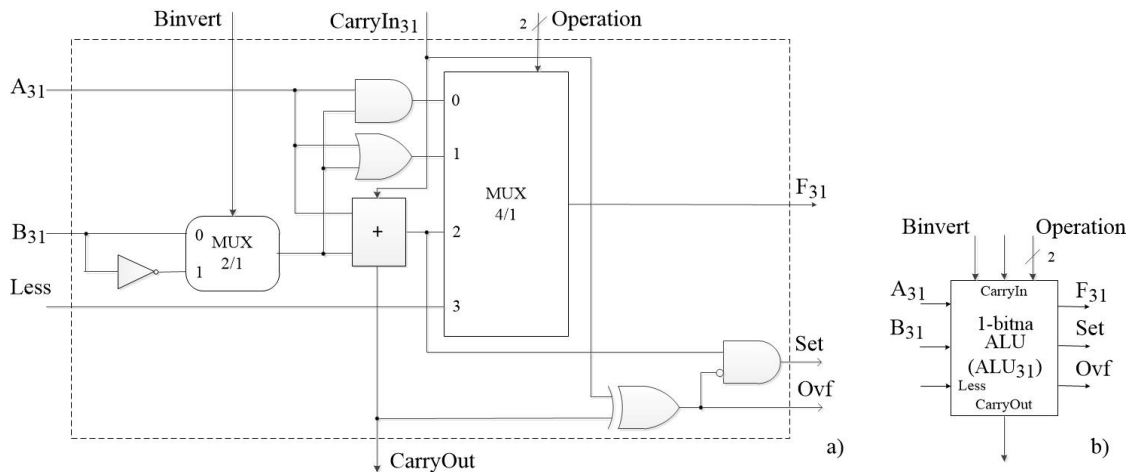 Binvert
CarryIn31
2
Operation
A31
0
1
MUX
4/1
F31
+
2
B31
0
MUX
2/1
1
Less
3
Set
Ovf
CarryOut
a)
Binvert
Operation
2
A31
CarryIn
F31
B31
1-bitna
ALU
(ALU31)
Set
Less
Ovf
CarryOut
b)